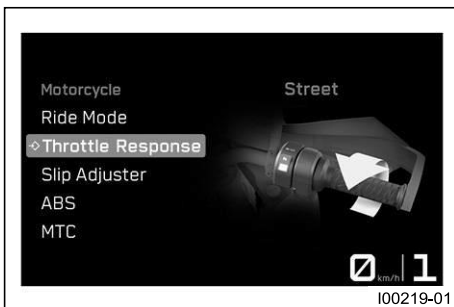 Motorcycle
Street
Ride Mode
Throttle Response
Slip Adjuster
ABS
MTC
0 km/h 1
I00219-01